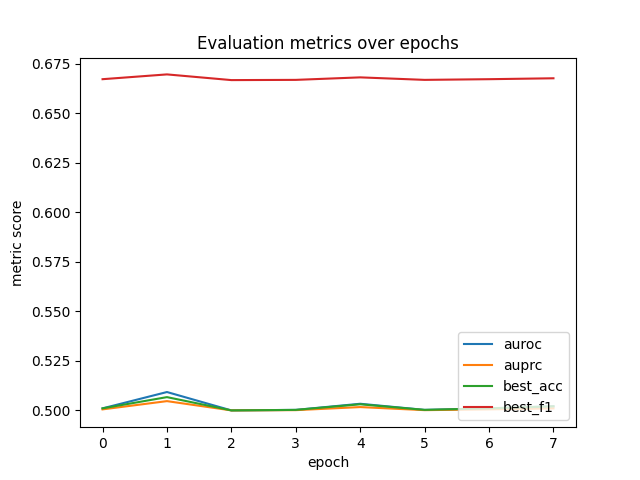 Evaluation metrics over epochs
metric score
0.675
0.650
0.625
0.600
0.575
0.550
0.525
0.500
auroc
auprc
best_acc
best_f1
0 1 2 3 4 5 6 7
epoch